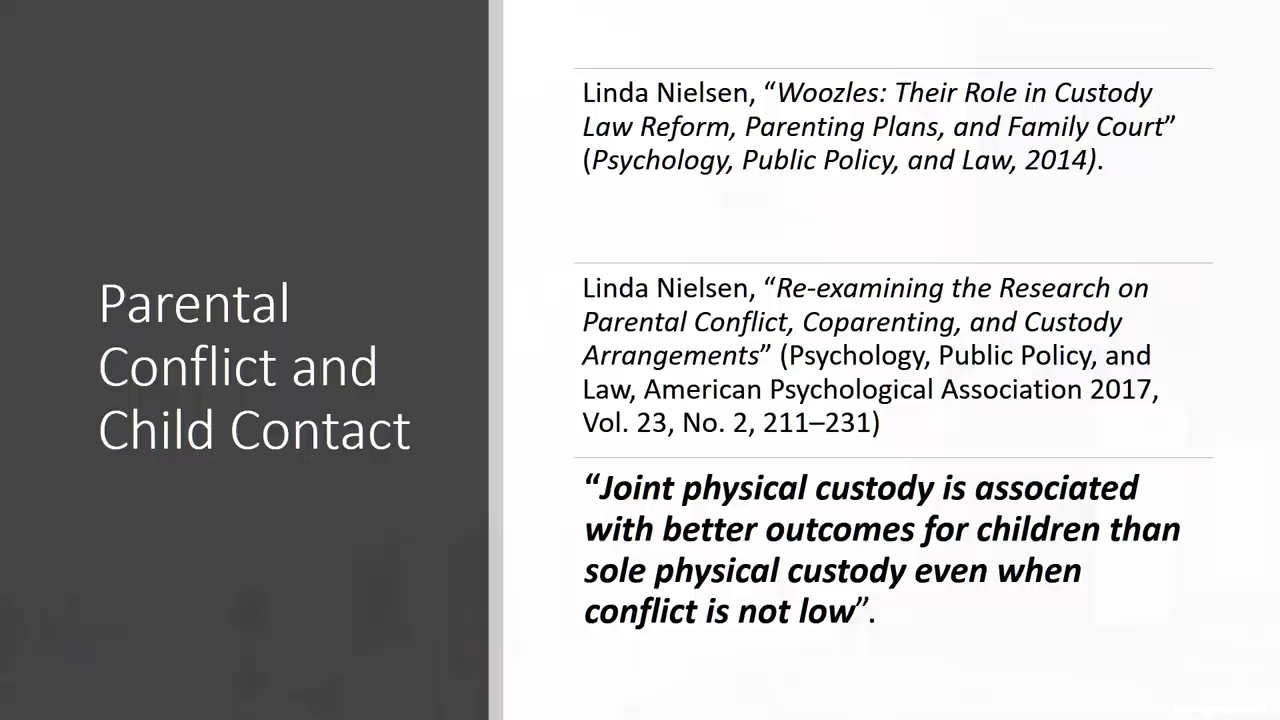 Parental
Conflict and
Child Contact
Linda Nielsen, “Woozles: Their Role in Custody
Law Reform, Parenting Plans, and Family Court”
(Psychology, Public Policy, and Law, 2014).
Linda Nielsen, “Re-examining the Research on
Parental Conflict, Coparenting, and Custody
Arrangements” (Psychology, Public Policy, and
Law, American Psychological Association 2017,
Vol. 23, No. 2, 211–231)
“Joint physical custody is associated
with better outcomes for children than
sole physical custody even when
conflict is not low”.